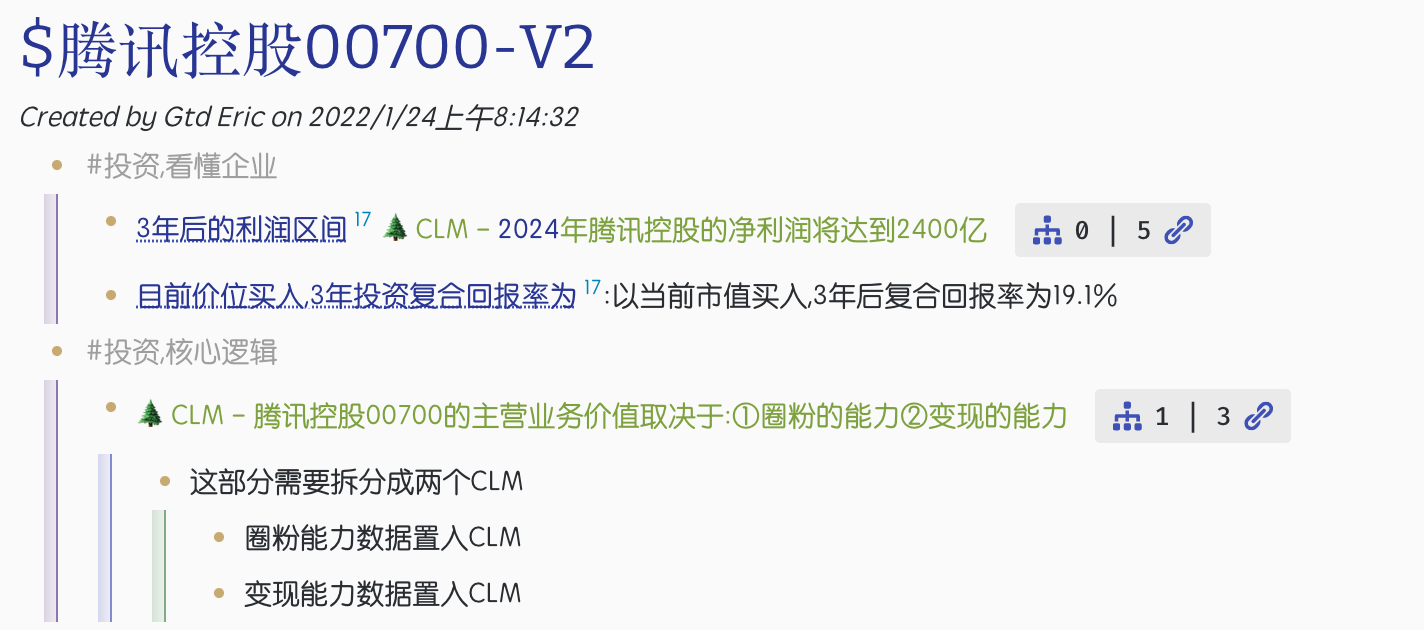 $腾讯控股00700-V2
Created by Gtd Eric on 2022/1/24上午8:14:32
#投资,看懂企业
3年后的利润区间 17 🌲 CLM - 2024年腾讯控股的净利润将达到2400亿 0 | 5
目前价位买入,3年投资复合回报率为 17:以当前市值买入,3年后复合回报率为19.1%
#投资,核心逻辑
🌲 CLM - 腾讯控股00700的主营业务价值取决于:①圈粉的能力②变现的能力 1 | 3
这部分需要拆分成两个CLM
圈粉能力数据置入CLM
变现能力数据置入CLM